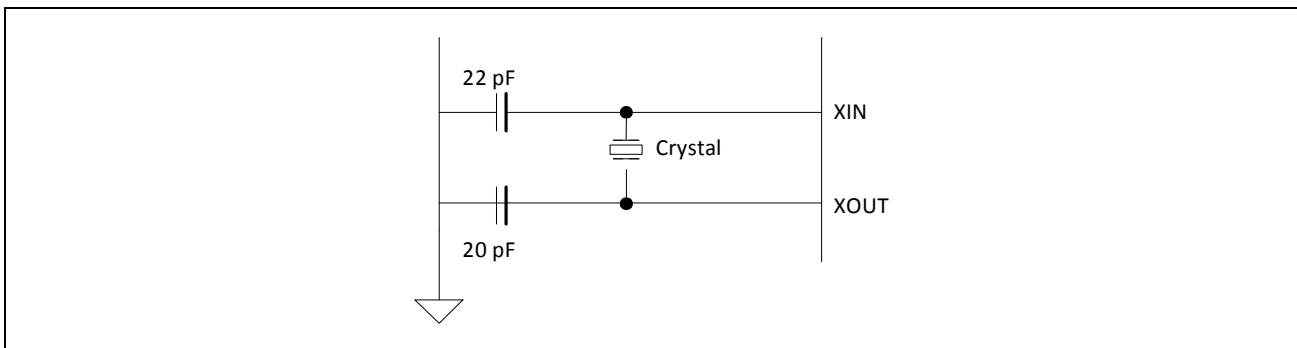 22 pF
XIN
Crystal
XOUT
20 pF